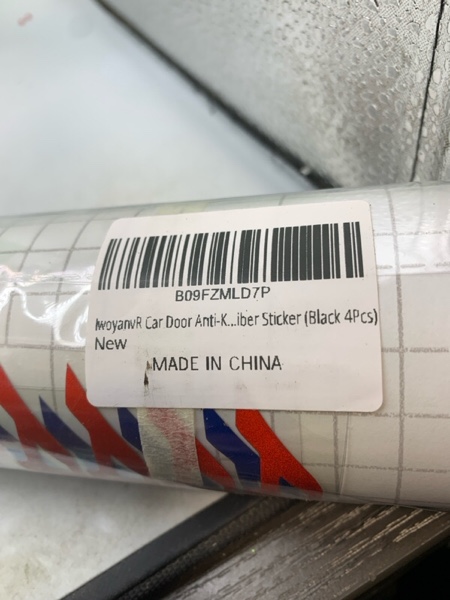 B09FZMLD7P
IwoyanvR Car Door Anti-K...iber Sticker (Black 4Pcs)
New
MADE IN CHINA